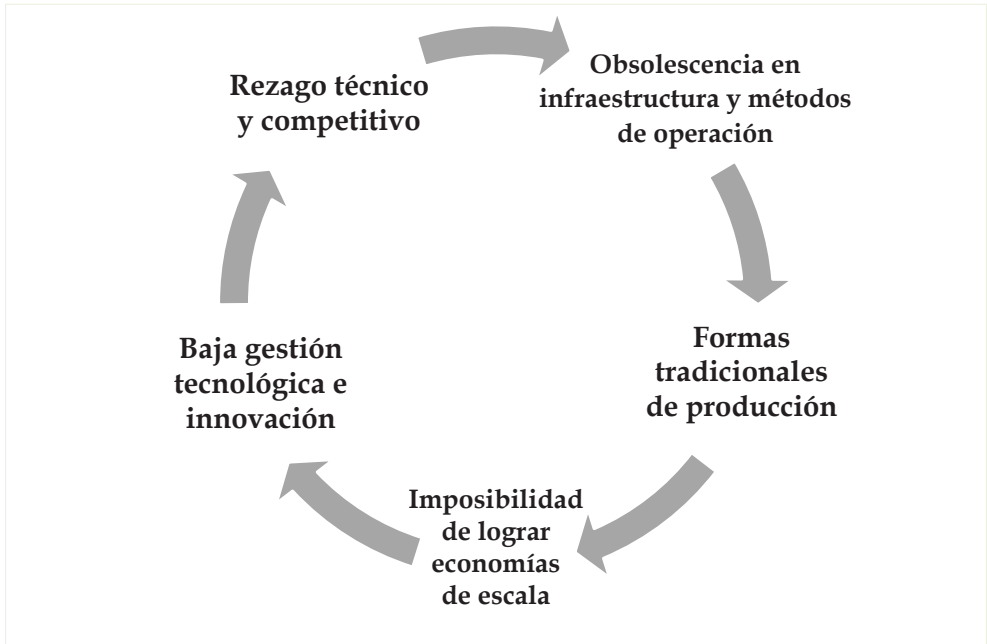 Rezago técnico
y competitivo
Obsolescencia en
infraestructura y métodos
de operación
Formas
tradicionales
de producción
Imposibilidad
de lograr
economías
de escala
Baja gestión
tecnológica e
innovación